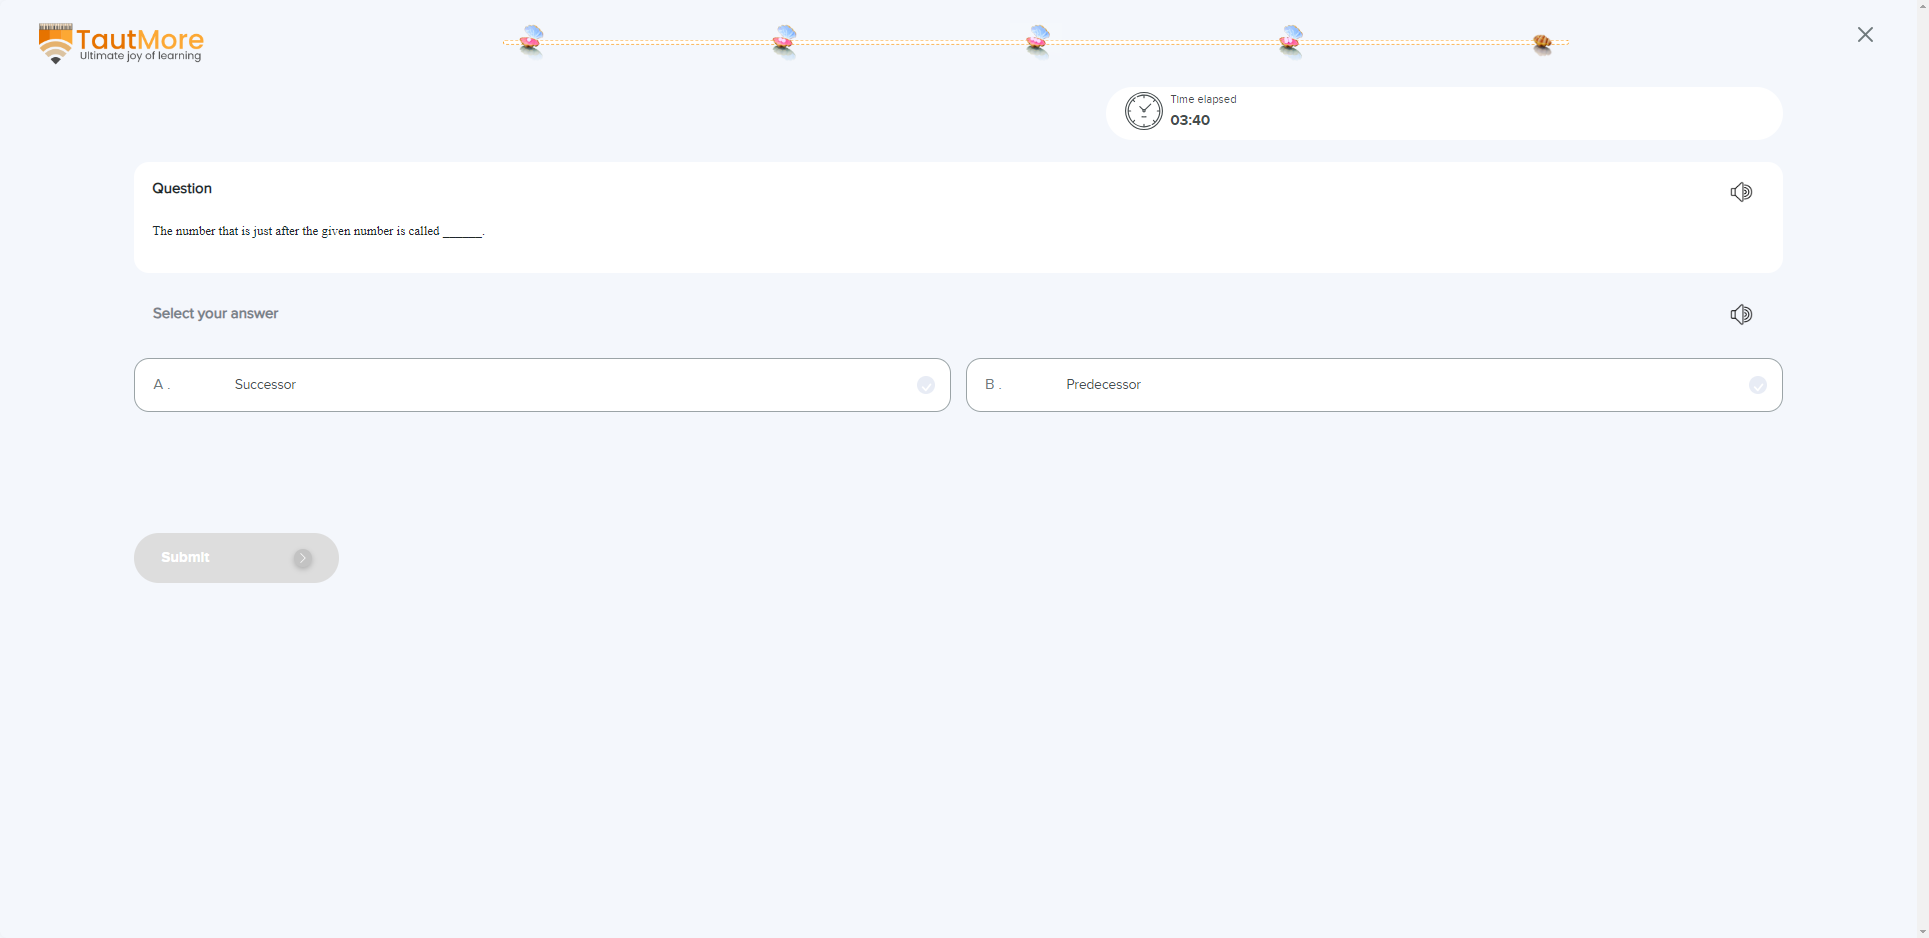 TautMore
Ultimate joy of learning
Time elapsed
03:40
Question
The number that is just after the given number is called ______.
Select your answer
A . Successor
B . Predecessor
Submit